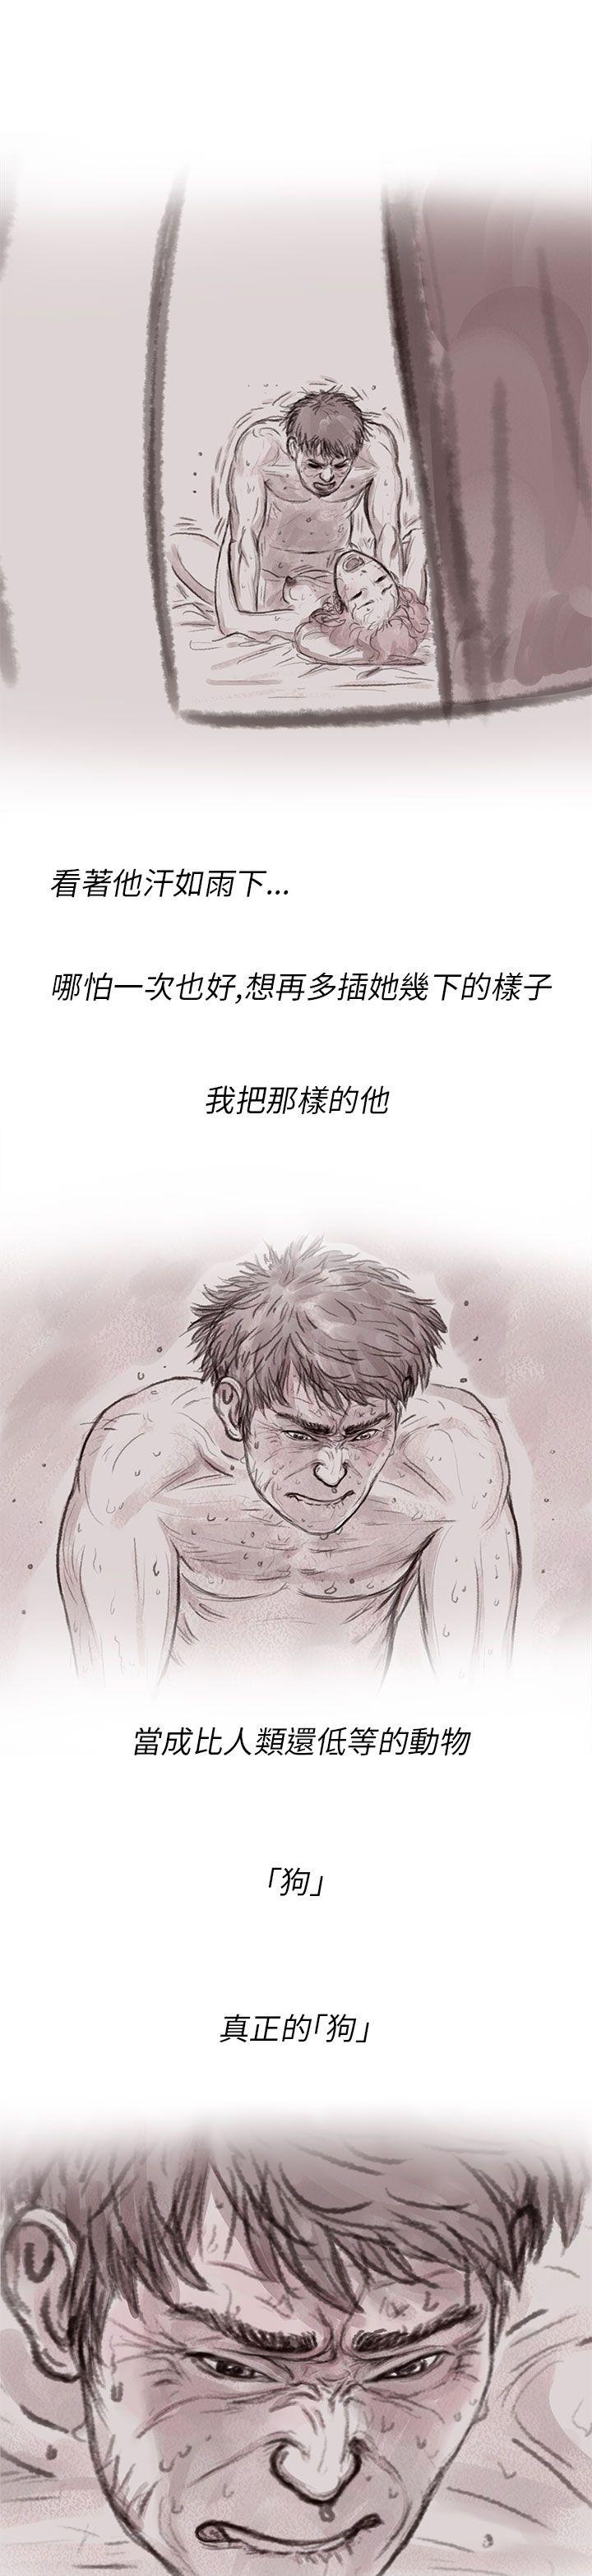 看著他汗如雨下...
哪怕一次也好,想再多插她幾下的樣子
我把那樣的他
當成比人類還低等的動物
「狗」
真正的「狗」